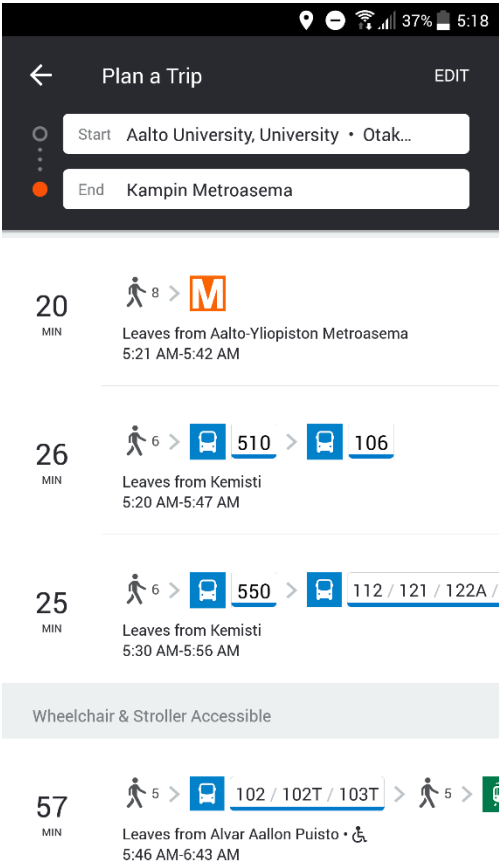 37% 5:18
Plan a Trip EDIT
Start Aalto University, University • Otak...
End Kampin Metroasema
20 MIN
8 > M
Leaves from Aalto-Yliopiston Metroasema
5:21 AM-5:42 AM
26 MIN
6 > 510 > 106
Leaves from Kemisti
5:20 AM-5:47 AM
25 MIN
6 > 550 > 112 / 121 / 122A /
Leaves from Kemisti
5:30 AM-5:56 AM
Wheelchair & Stroller Accessible
57 MIN
5 > 102 / 102T / 103T > 5 >
Leaves from Alvar Aallon Puisto •
5:46 AM-6:43 AM